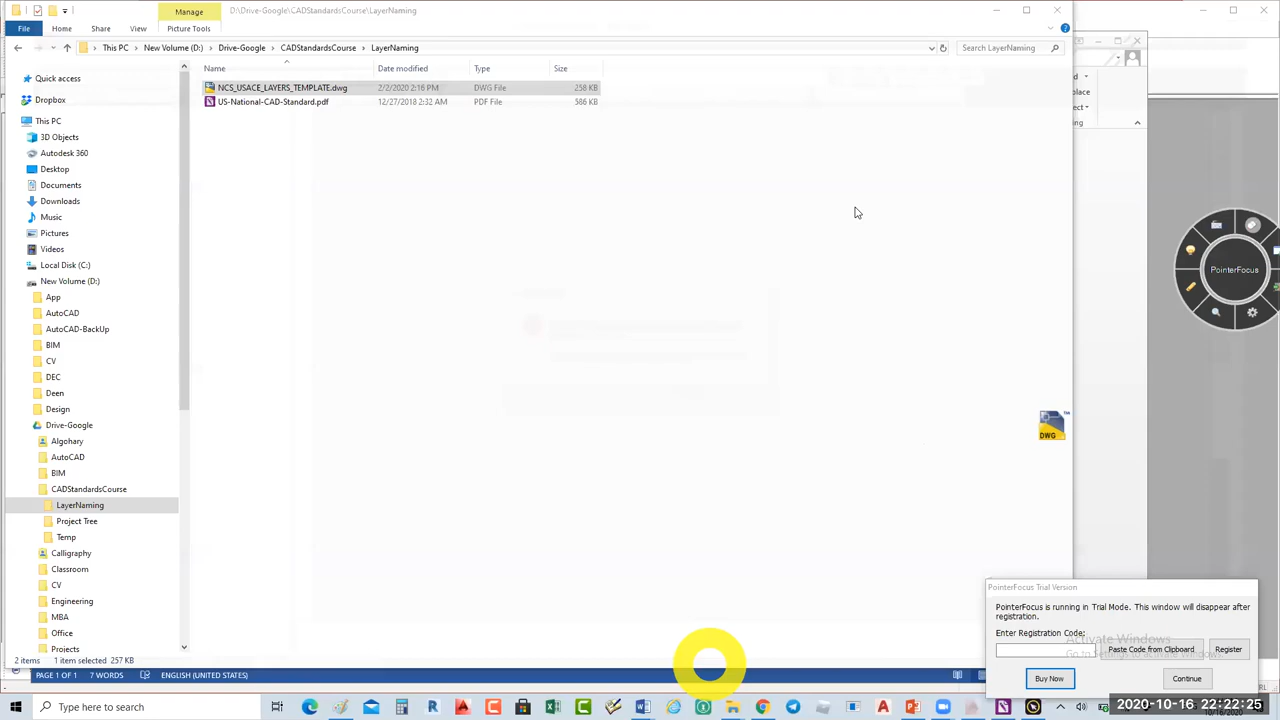 Manage
D:\Drive-Google\CADStandardsCourse\LayerNaming
File
Home
Share
View
Picture Tools
This PC
New Volume (D:)
Drive-Google
CADStandardsCourse
LayerNaming
Search LayerNaming
Name
Date modified
Type
Size
NCS_USACE_LAYERS_TEMPLATE.dwg
2/2/2020 2:16 PM
DWG File
258 KB
US-National-CAD-Standard.pdf
12/27/2018 2:32 AM
PDF File
586 KB
Quick access
Dropbox
This PC
3D Objects
Autodesk 360
Desktop
Documents
Downloads
Music
Pictures
Videos
Local Disk (C:)
New Volume (D:)
App
AutoCAD
AutoCAD-BackUp
BIM
CV
DEC
Deen
Design
Drive-Google
Algohary
AutoCAD
BIM
CADStandardsCourse
LayerNaming
Project Tree
Temp
Calligraphy
Classroom
CV
Engineering
MBA
Office
Projects
2 items
1 item selected 257 KB
PAGE 1 OF 1
7 WORDS
ENGLISH (UNITED STATES)
PointerFocus
DWG
PointerFocus Trial Version
PointerFocus is running in Trial Mode. This window will disappear after
registration.
Enter Registration Code:
Paste Code from Clipboard
Register
Buy Now
Continue
Activate Windows
Go to Settings to activate Windows.
Type here to search
2020-10-16 22:22:25